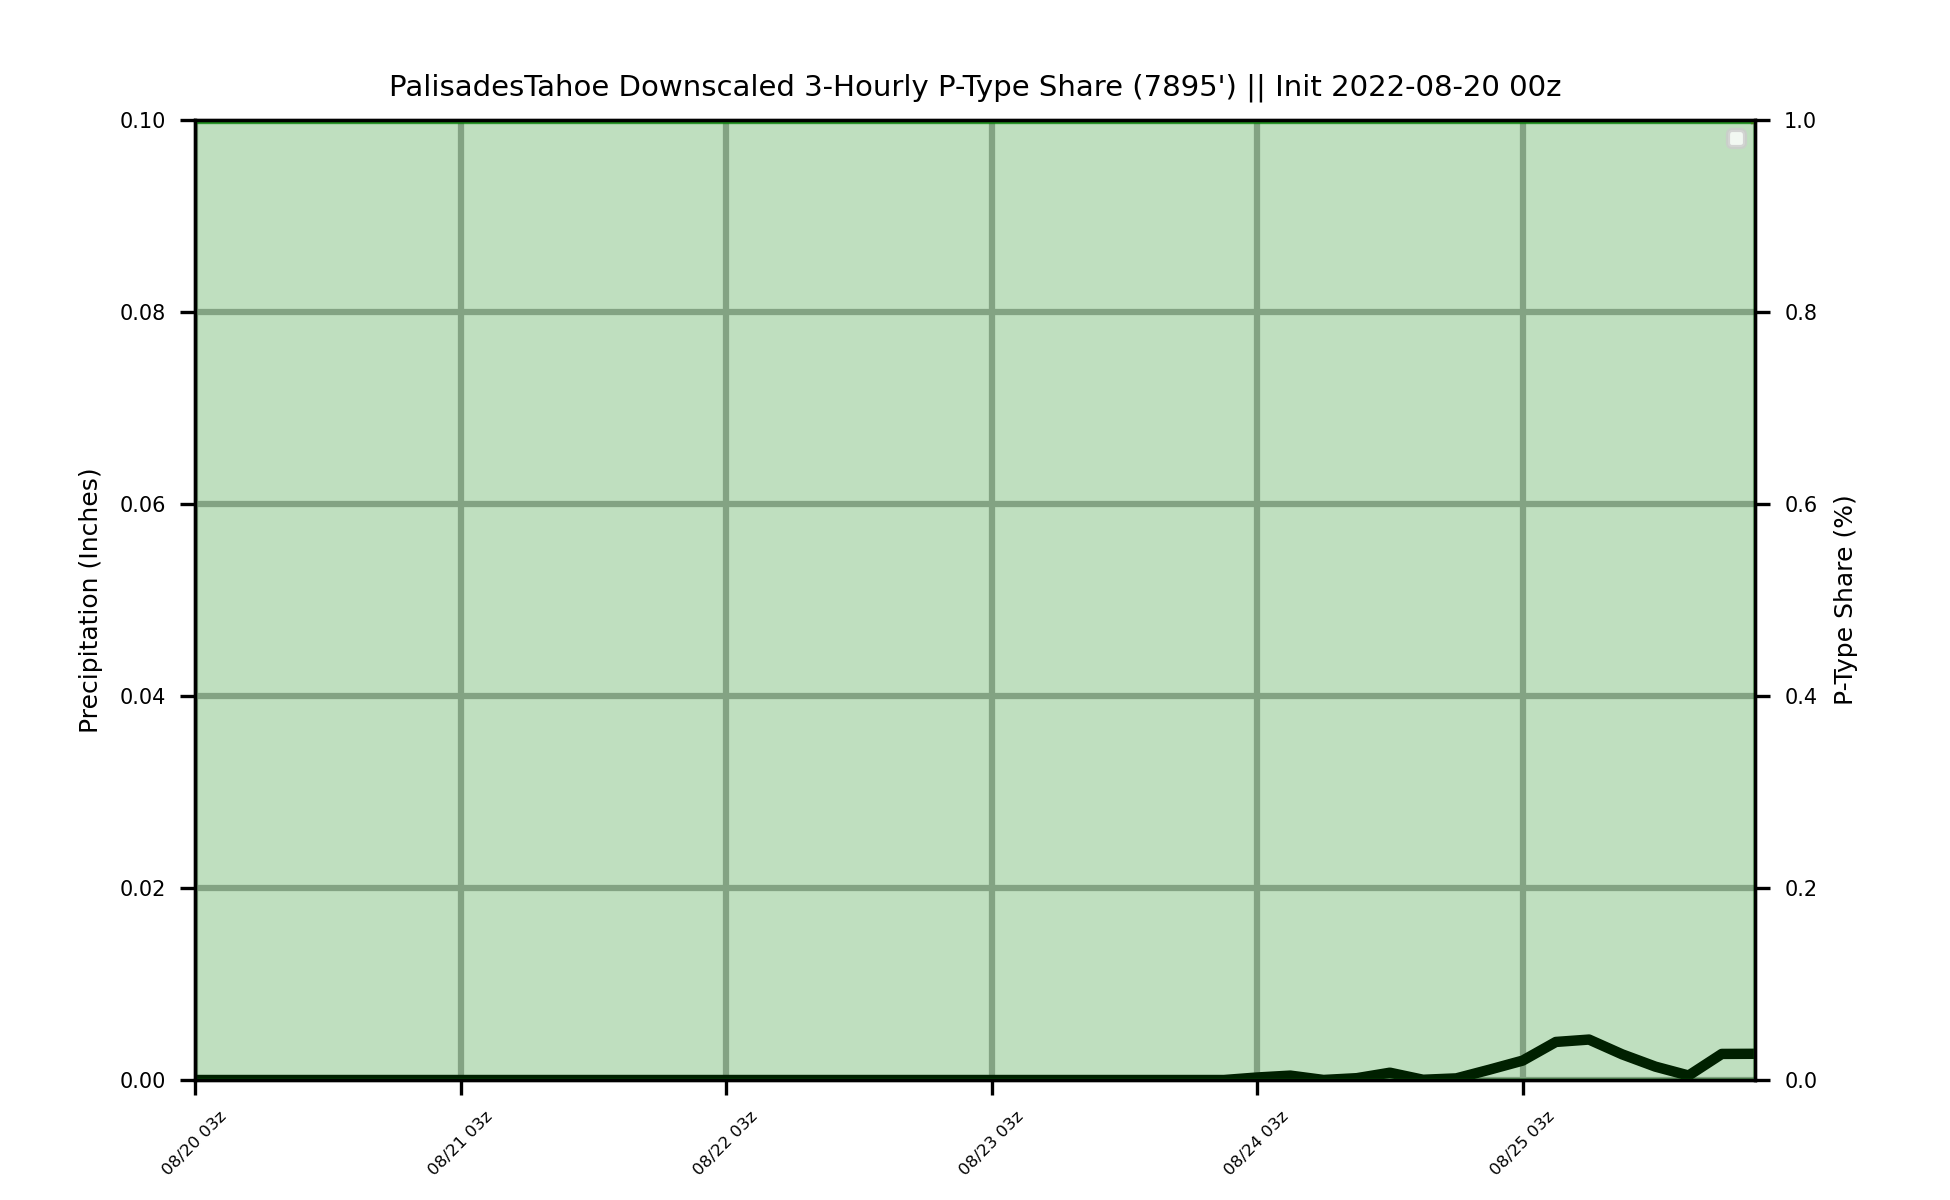 PalisadesTahoe Downscaled 3-Hourly P-Type Share (7895') || Init 2022-08-20 00z
0.10
0.08
0.06
0.04
0.02
0.00
Precipitation (Inches)
1.0
0.8
0.6
0.4
0.2
0.0
P-Type Share (%)
08/20 03z
08/21 03z
08/22 03z
08/23 03z
08/24 03z
08/25 03z